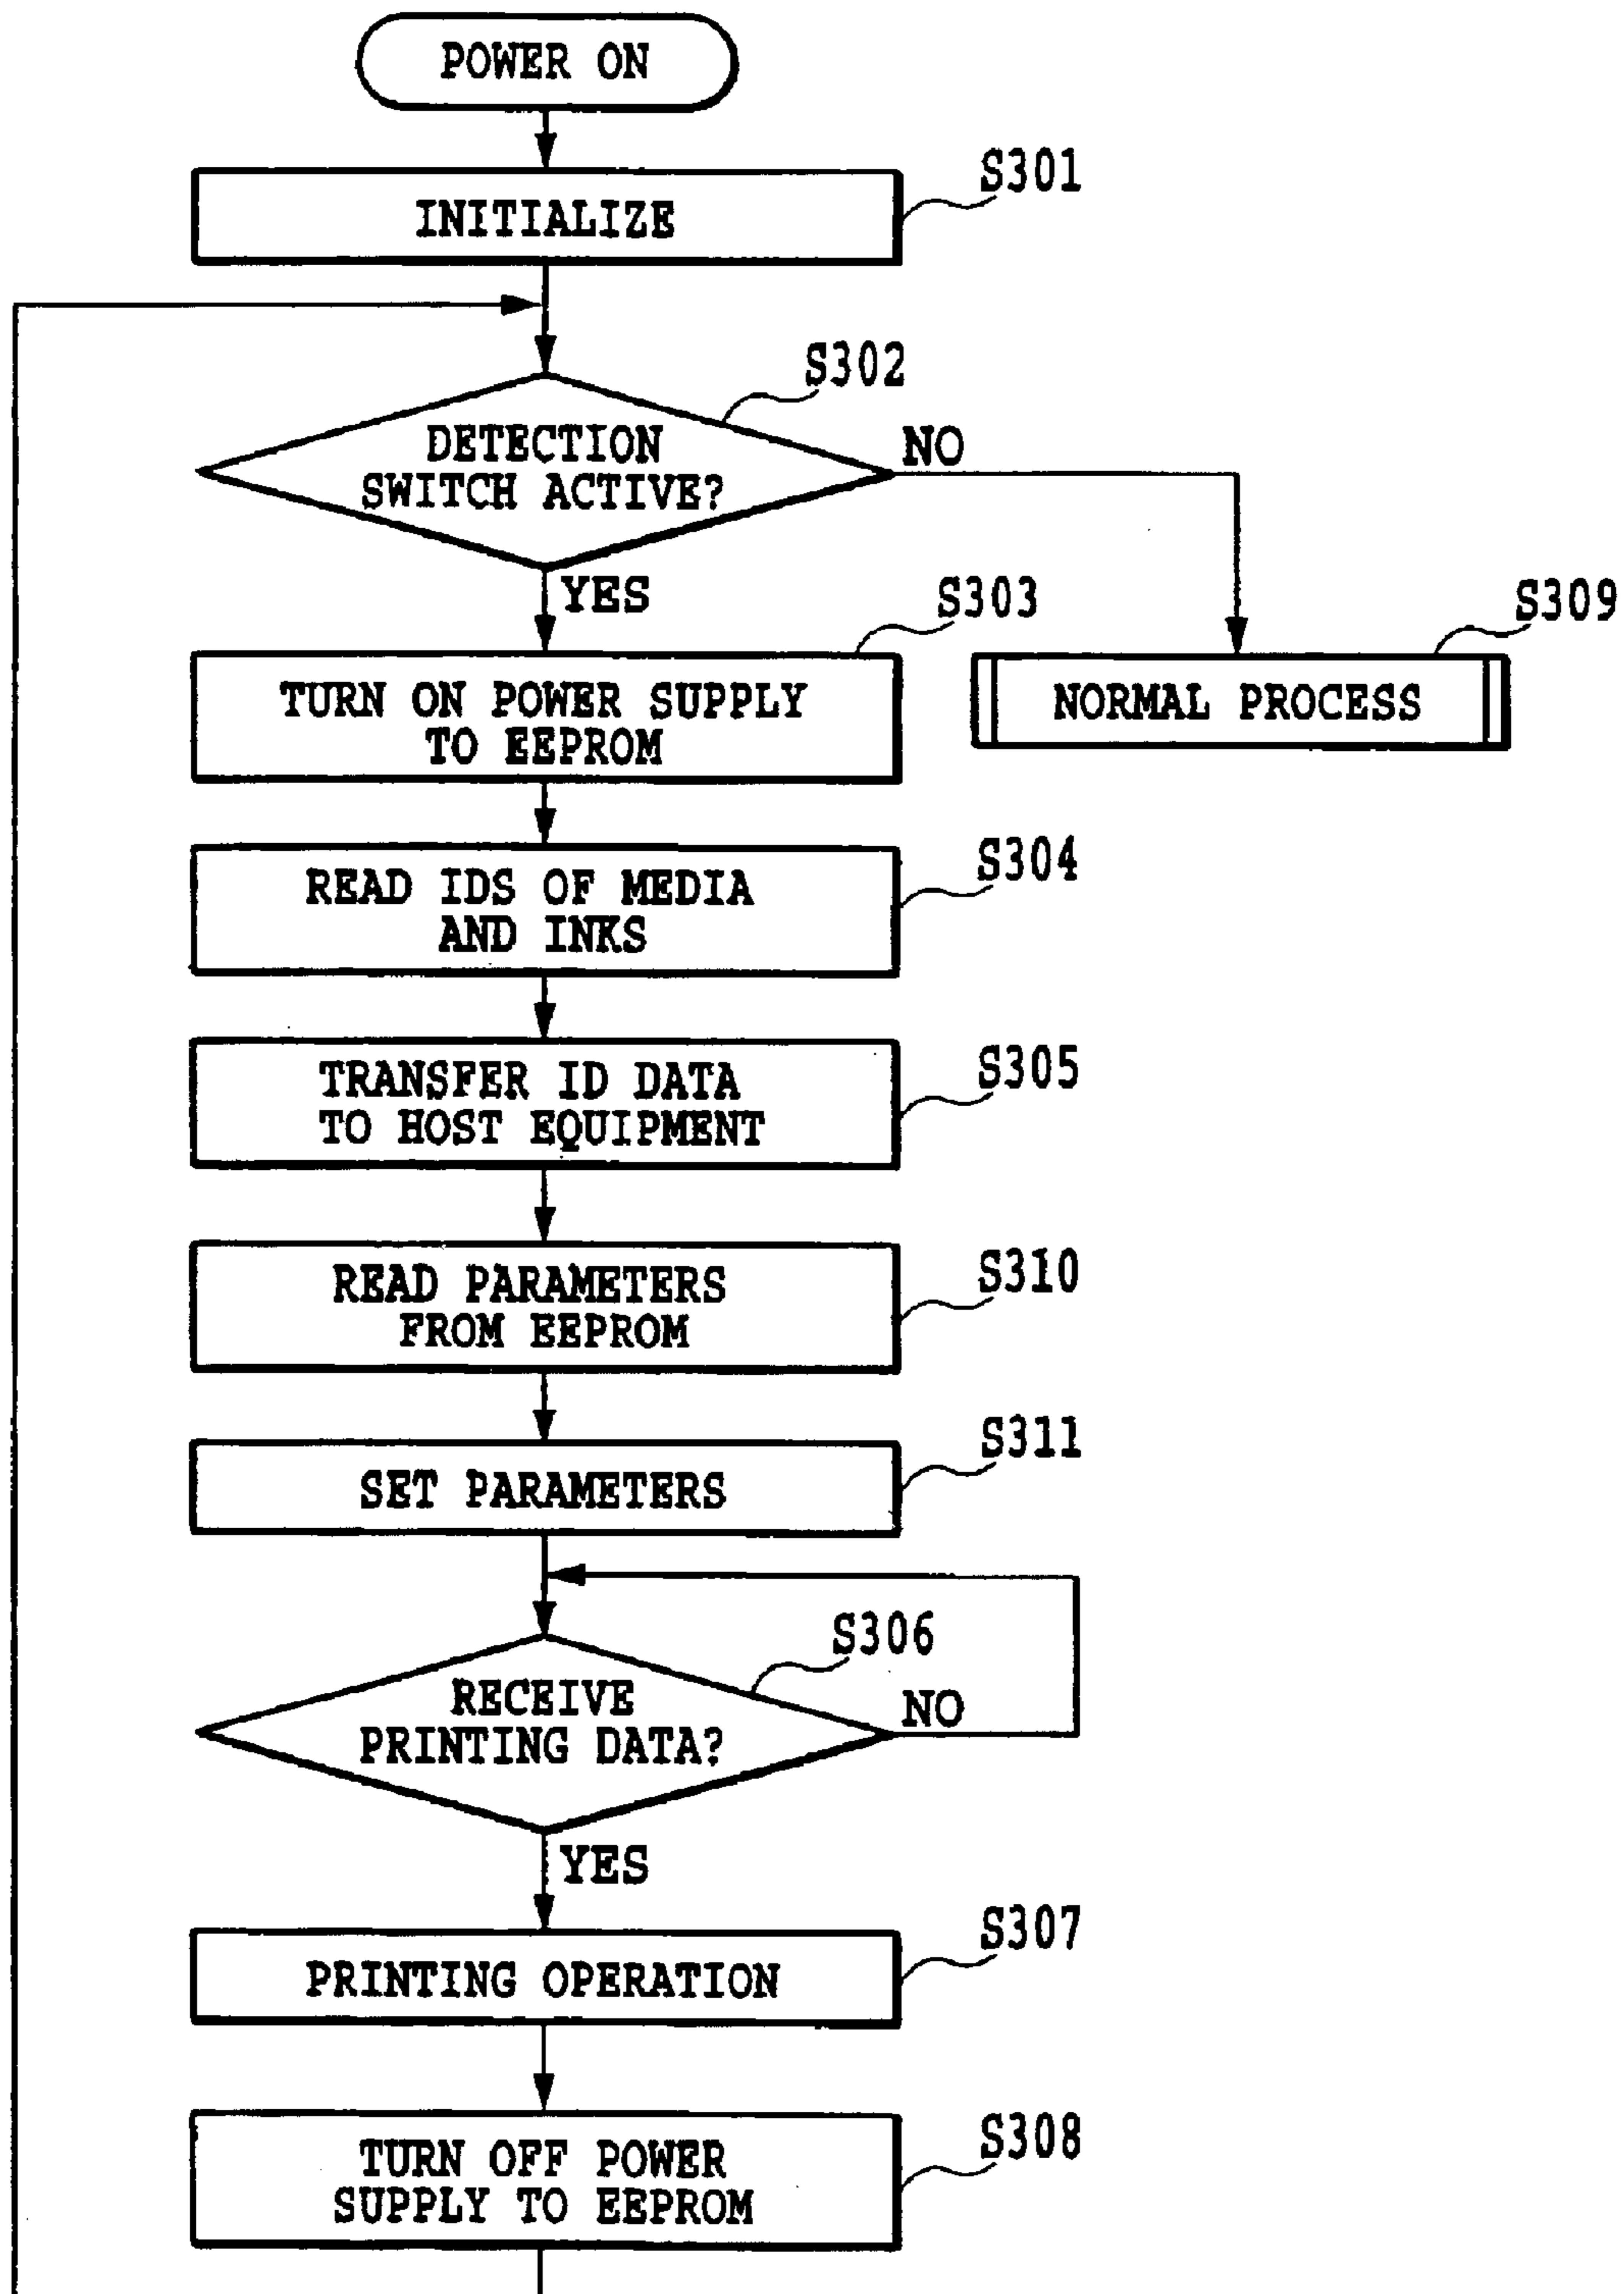 POWER ON
S301
INITIALIZE
S302
DETECTION
SWITCH ACTIVE?
NO
YES
S303
S309
TURN ON POWER SUPPLY
TO EEPROM
NORMAL PROCESS
S304
READ IDS OF MEDIA
AND INKS
S305
TRANSFER ID DATA
TO HOST EQUIPMENT
S310
READ PARAMETERS
FROM EEPROM
S311
SET PARAMETERS
S306
RECEIVE
PRINTING DATA?
NO
YES
S307
PRINTING OPERATION
S308
TURN OFF POWER
SUPPLY TO EEPROM